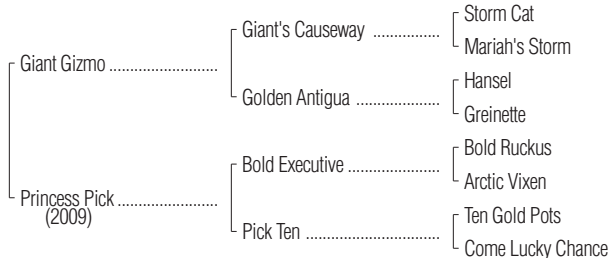 Storm Cat
Giant's Causeway ..................
Mariah's Storm
Giant Gizmo ........................
Hansel
Golden Antigua ....................
Greinette
Bold Ruckus
Bold Executive ......................
Arctic Vixen
Princess Pick ......................
(2009)
Ten Gold Pots
Pick Ten ................................
Come Lucky Chance